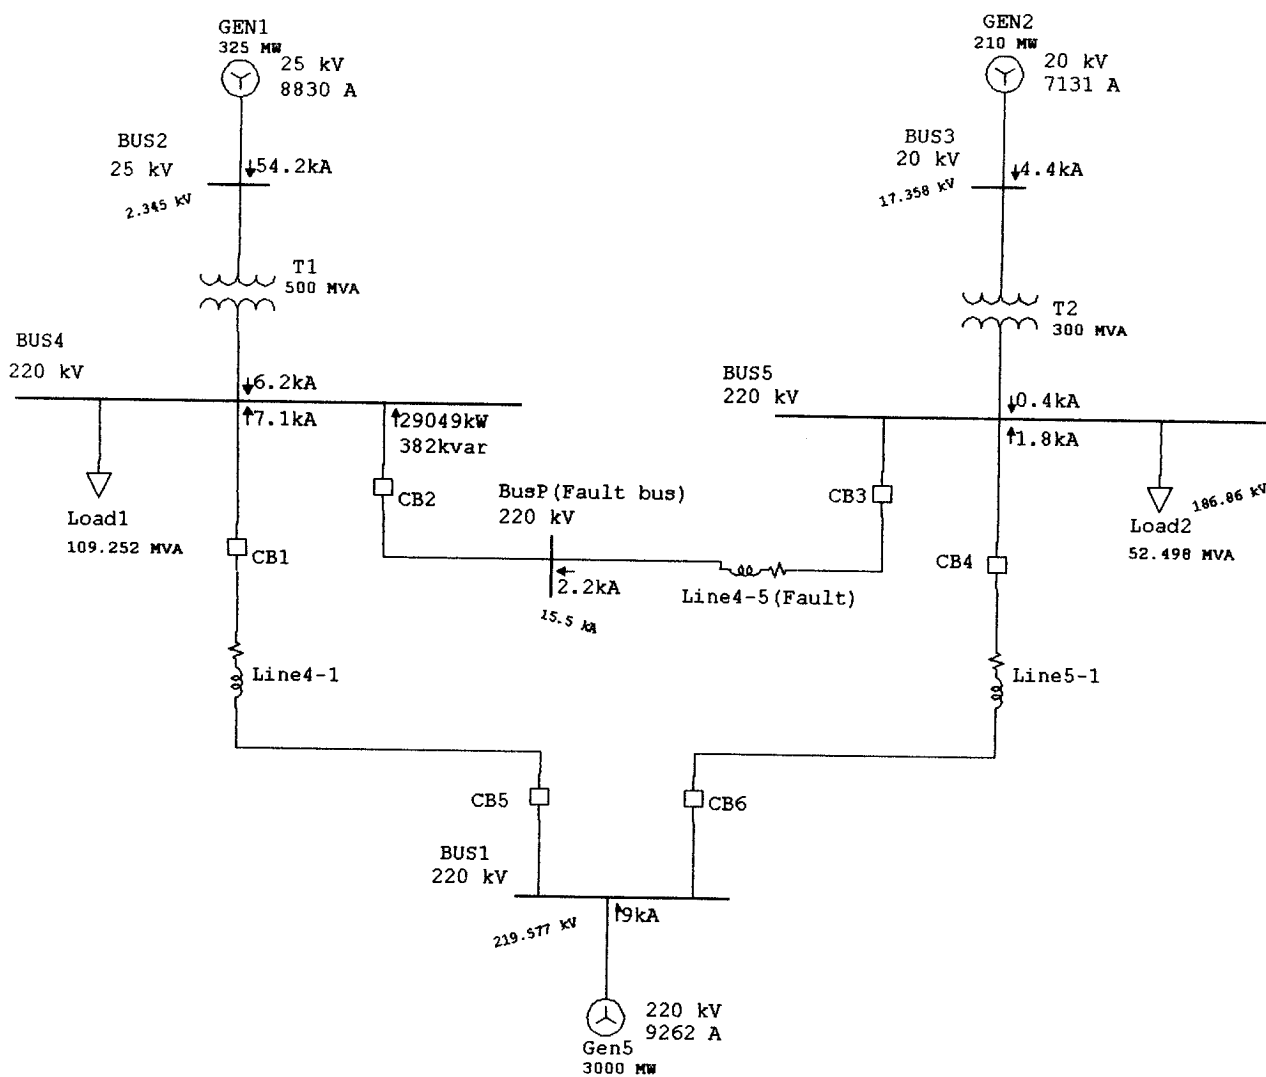 GEN1
325 MW
25 kV
8830 A
GEN2
210 MW
20 kV
7131 A
BUS2
25 kV
54.2kA
2.345 kV
BUS3
20 kV
4.4kA
17.358 kV
T1
500 MVA
T2
300 MVA
BUS4
220 kV
6.2kA
7.1kA
29049kW
382kvar
BUS5
220 kV
0.4kA
1.8kA
CB2
BusP(Fault bus)
220 kV
CB3
Load1
109.252 MVA
CB1
2.2kA
15.5 kA
Line4-5(Fault)
CB4
Load2
52.498 MVA
186.86 kV
Line4-1
Line5-1
CB5
CB6
BUS1
220 kV
9kA
219.577 kV
220 kV
9262 A
Gen5
3000 MW